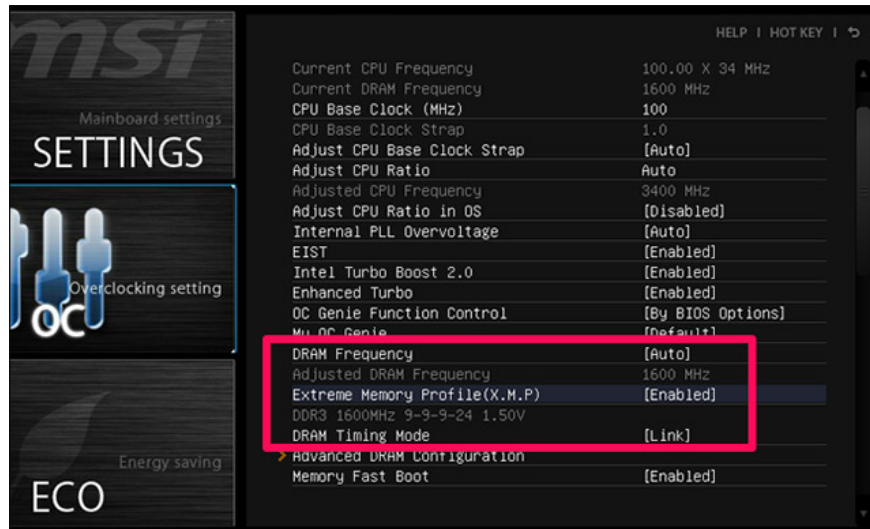 msi
HELP | HOT KEY | 
Mainboard settings
SETTINGS
Overclocking setting
OC
Energy saving
ECO
Current CPU Frequency 100.00 X 34 MHz
Current DRAM Frequency 1600 MHz
CPU Base Clock (MHz) 100
CPU Base Clock Strap 1.0
Adjust CPU Base Clock Strap [Auto]
Adjust CPU Ratio Auto
Adjusted CPU Frequency 3400 MHz
Adjust CPU Ratio in OS [Disabled]
Internal PLL Overvoltage [Auto]
EIST [Enabled]
Intel Turbo Boost 2.0 [Enabled]
Enhanced Turbo [Enabled]
OC Genie Function Control [By BIOS Options]
My OC Genie [Default]
DRAM Frequency [Auto]
Adjusted DRAM Frequency 1600 MHz
Extreme Memory Profile(X.M.P) [Enabled]
DDR3 1600MHz 9-9-9-24 1.50V
DRAM Timing Mode [Link]
> Advanced DRAM Configuration
Memory Fast Boot [Enabled]